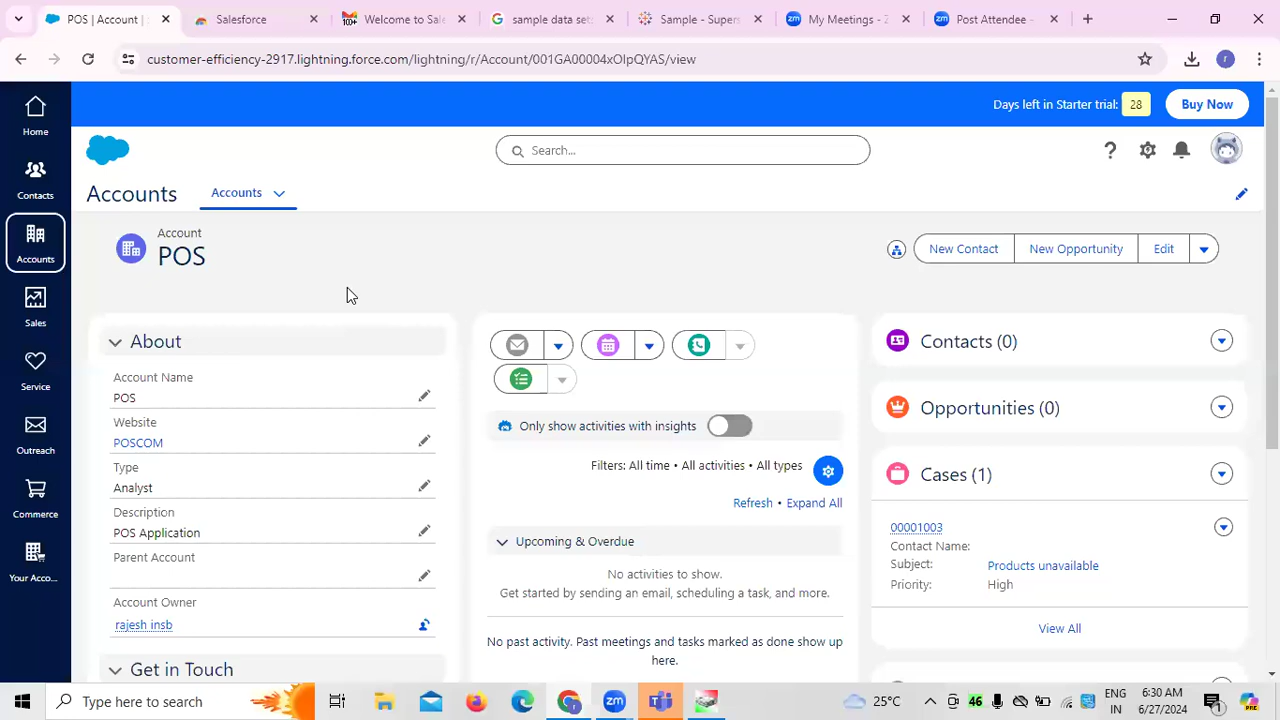 POS | Account |
Salesforce
Welcome to Sale
sample data set
Sample - Supers
My Meetings - Z
Post Attendee -
customer-efficiency-2917.lightning.force.com/lightning/r/Account/001GA00004xOIpQYAS/view
r
Days left in Starter trial: 28
Buy Now
Home
Contacts
Accounts
Sales
Service
Outreach
Commerce
Your Acco...
Search...
Accounts
Accounts
Account
POS
New Contact
New Opportunity
Edit
About
Account Name
POS
Website
POSCOM
Type
Analyst
Description
POS Application
Parent Account
Account Owner
rajesh insb
Get in Touch
Only show activities with insights
Filters: All time • All activities • All types
Refresh • Expand All
Upcoming & Overdue
No activities to show.
Get started by sending an email, scheduling a task, and more.
No past activity. Past meetings and tasks marked as done show up
here.
Contacts (0)
Opportunities (0)
Cases (1)
00001003
Contact Name:
Subject: Products unavailable
Priority: High
View All
Type here to search
25°C
46
ENG
IN
6:30 AM
6/27/2024